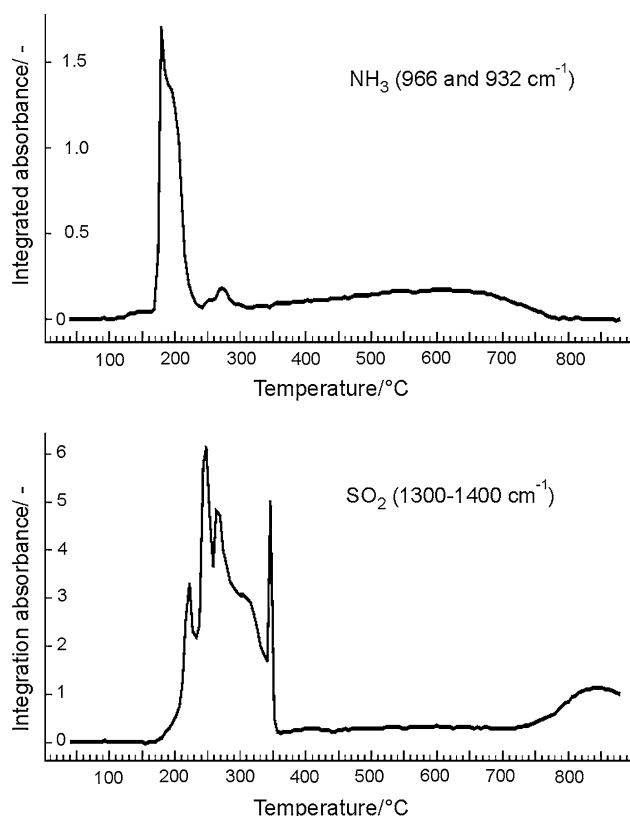 Integrated absorbance/ -
1.5
1.0
0.5
0
NH₃ (966 and 932 cm⁻¹)
100 200 300 400 500 600 700 800
Temperature/°C
Integration absorbance/ -
6
5
4
3
2
1
0
SO₂ (1300-1400 cm⁻¹)
100 200 300 400 500 600 700 800
Temperature/°C